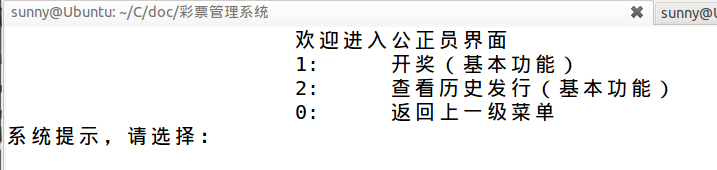 sunny@Ubuntu: ~/C/doc/彩票管理系统
sunny@U
欢迎进入公正员界面
1: 开奖（基本功能）
2: 查看历史发行（基本功能）
0: 返回上一级菜单
系统提示，请选择：